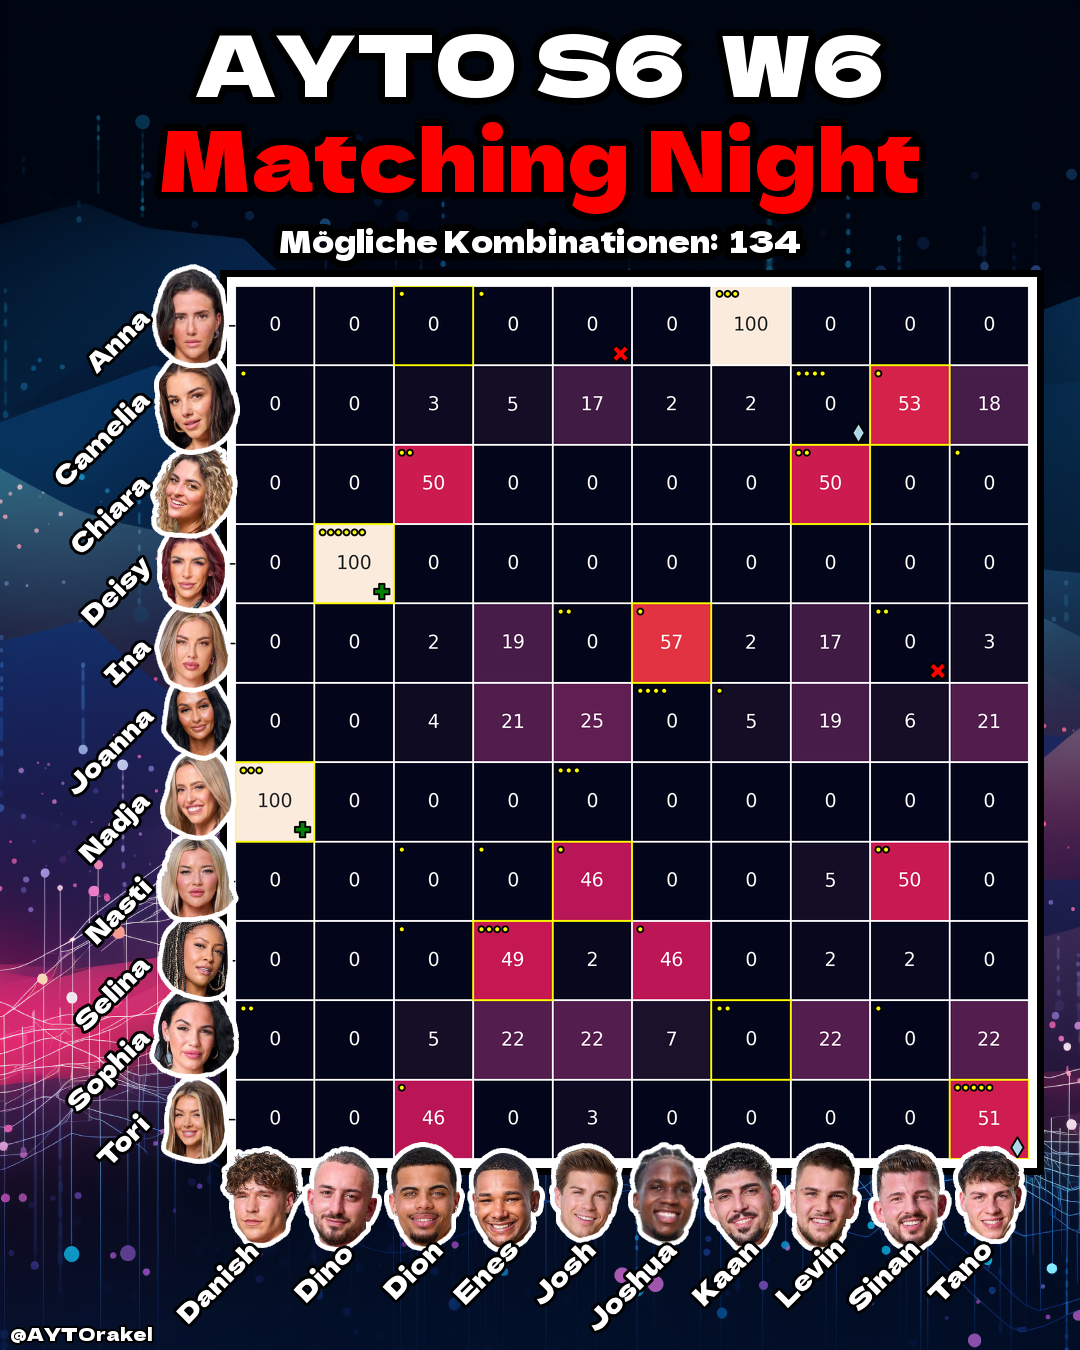 AYTO S6 W6
Matching Night
Mögliche Kombinationen: 134
Anna 0 0 0 0 0 0 100 0 0 0
Camelia 0 0 3 5 17 2 2 0 53 18
Chiara 0 0 50 0 0 0 0 50 0 0
Deisy 0 100 0 0 0 0 0 0 0 0
Ina 0 0 2 19 0 57 2 17 0 3
Joanna 0 0 4 21 25 0 5 19 6 21
Nadja 100 0 0 0 0 0 0 0 0 0
Nasti 0 0 0 0 46 0 0 5 50 0
Selina 0 0 0 49 2 46 0 2 2 0
Sophia 0 0 5 22 22 7 0 22 0 22
Tori 0 0 46 0 3 0 0 0 0 51
Danish Dino Dion Enes Josh Joshua Kaan Levin Sinan Tano
@AYTOrakel